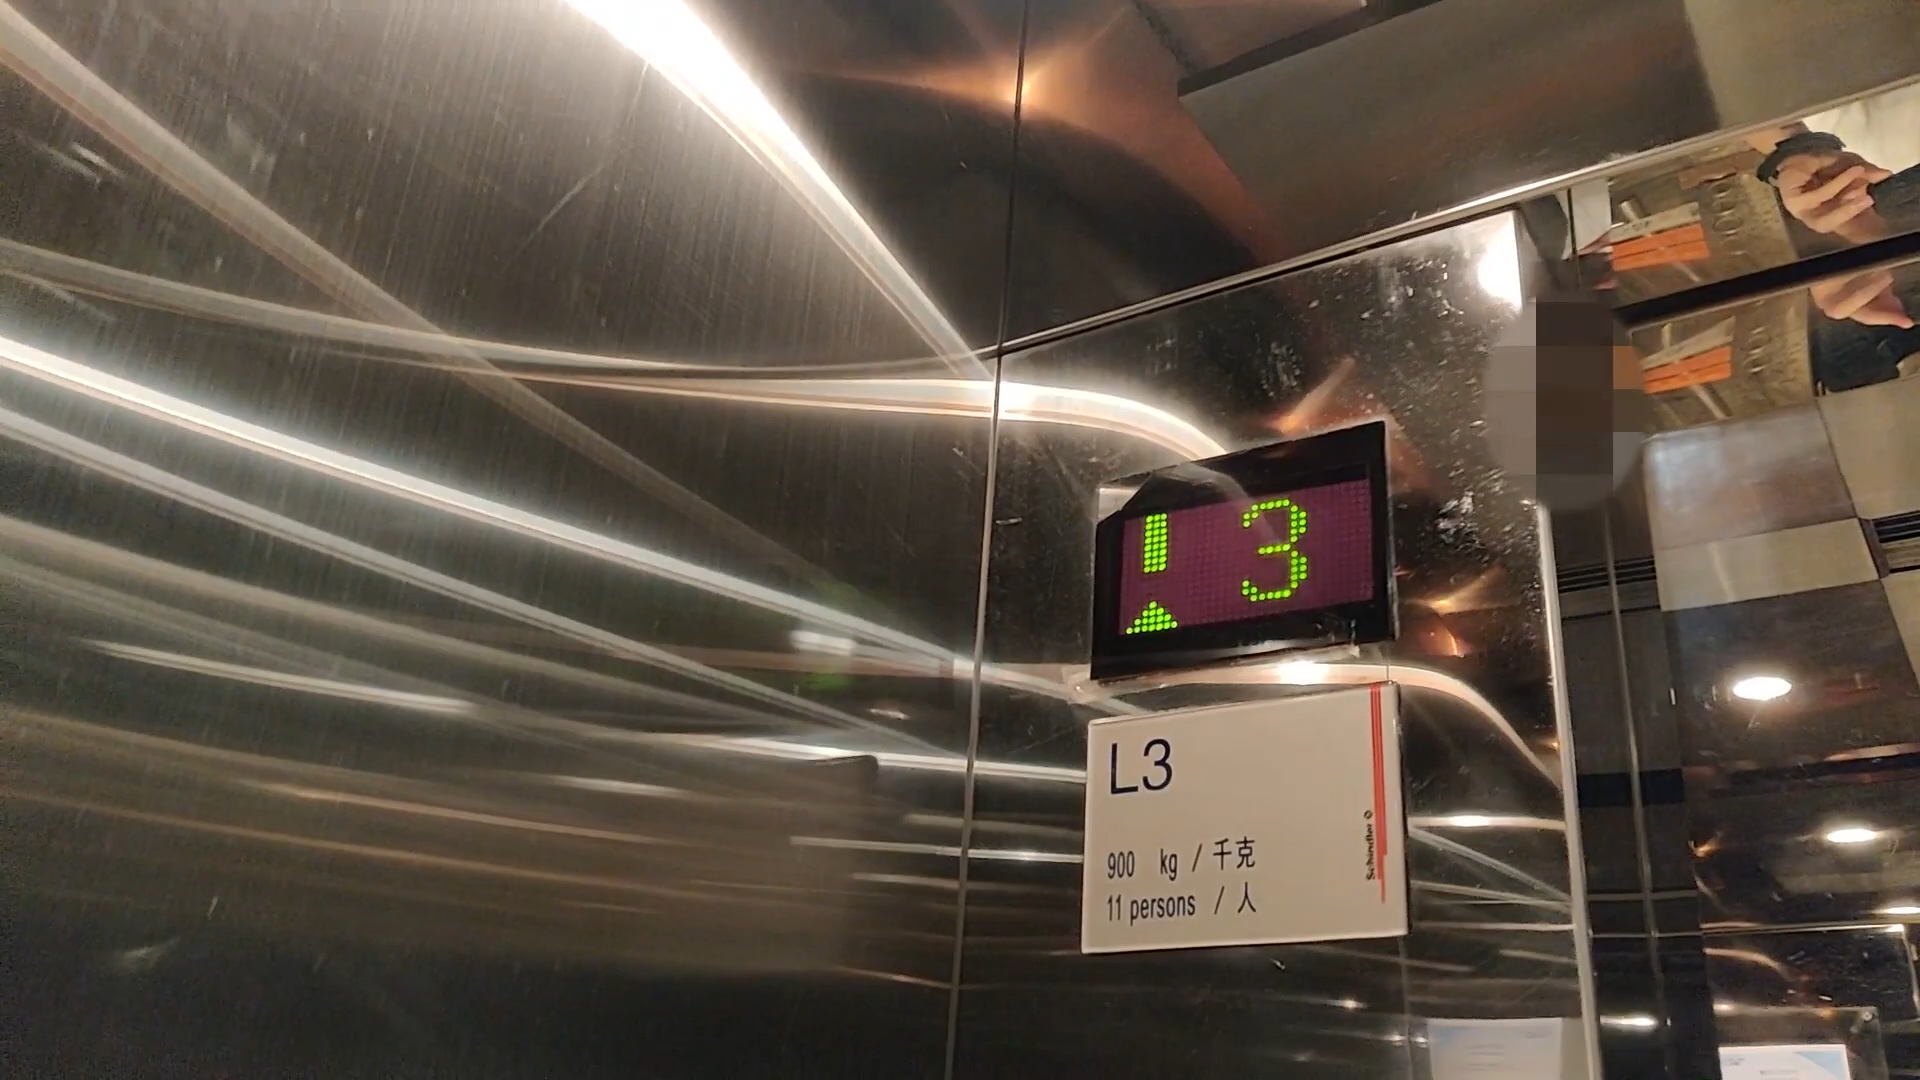 3
L3
900 kg / 千克
11 persons / 人
Schindler